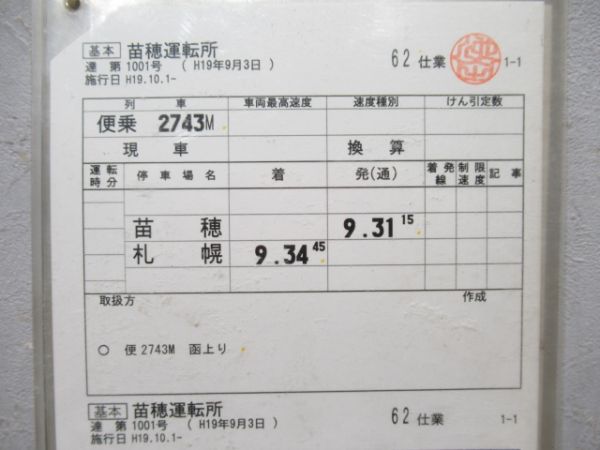 基本 苗穂運転所 62 仕業 1-1
達 第1001号 ( H19年9月3日 )
施行日 H19.10.1-
列車 車両最高速度 速度種別 けん引定数
便乗 2743M
現車 換算
運転時分 停車場名 着 発(通) 着発線 制限速度 記事
苗穂 9.31 15
札幌 9.34 45
取扱方 作成
○ 便2743M 函上り
基本 苗穂運転所 62 仕業 1-1
達 第1001号 ( H19年9月3日 )
施行日 H19.10.1-